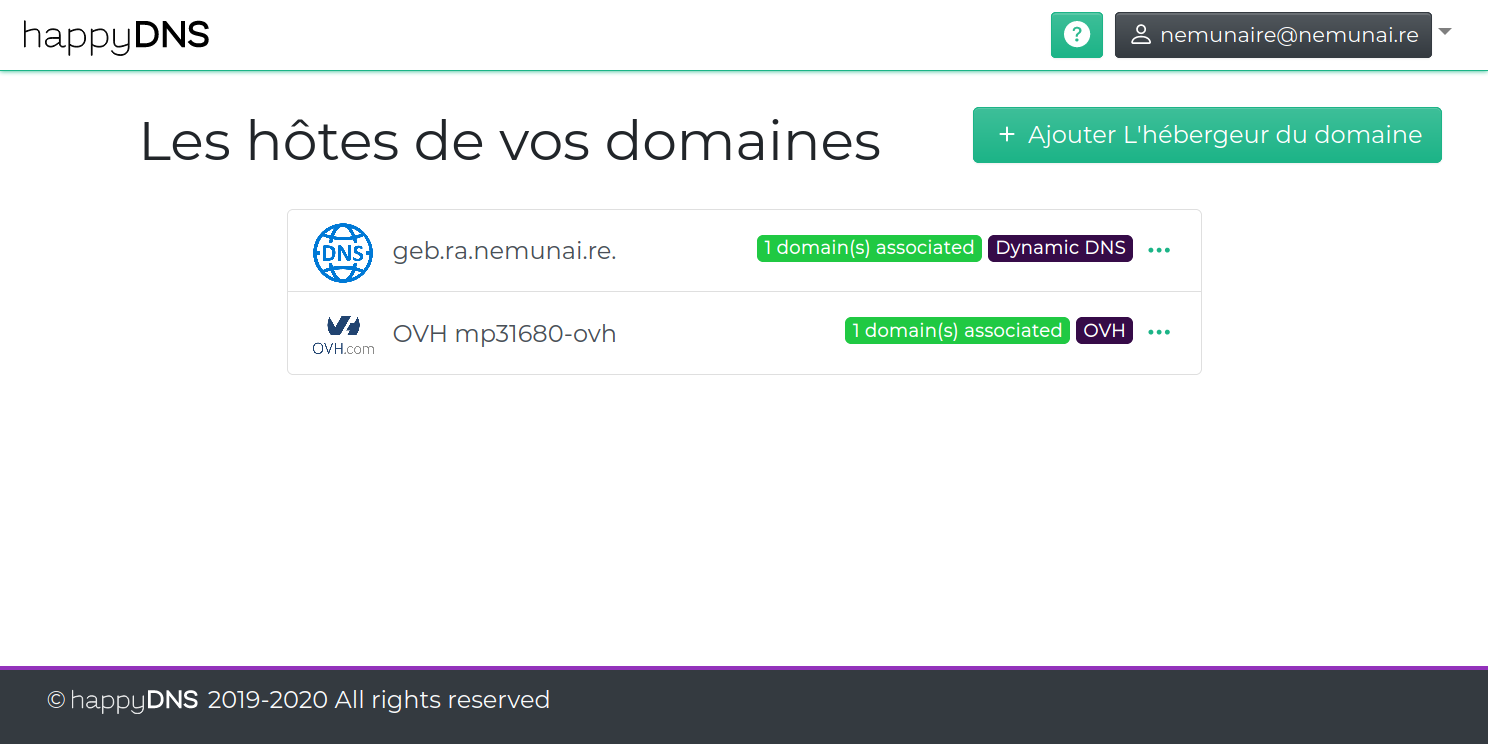 happyDNS
? nemunaire@nemunai.re
Les hôtes de vos domaines
+ Ajouter L'hébergeur du domaine
DNS geb.ra.nemunai.re. 1 domain(s) associated Dynamic DNS ...
OVH.com OVH mp31680-ovh 1 domain(s) associated OVH ...
© happyDNS 2019-2020 All rights reserved